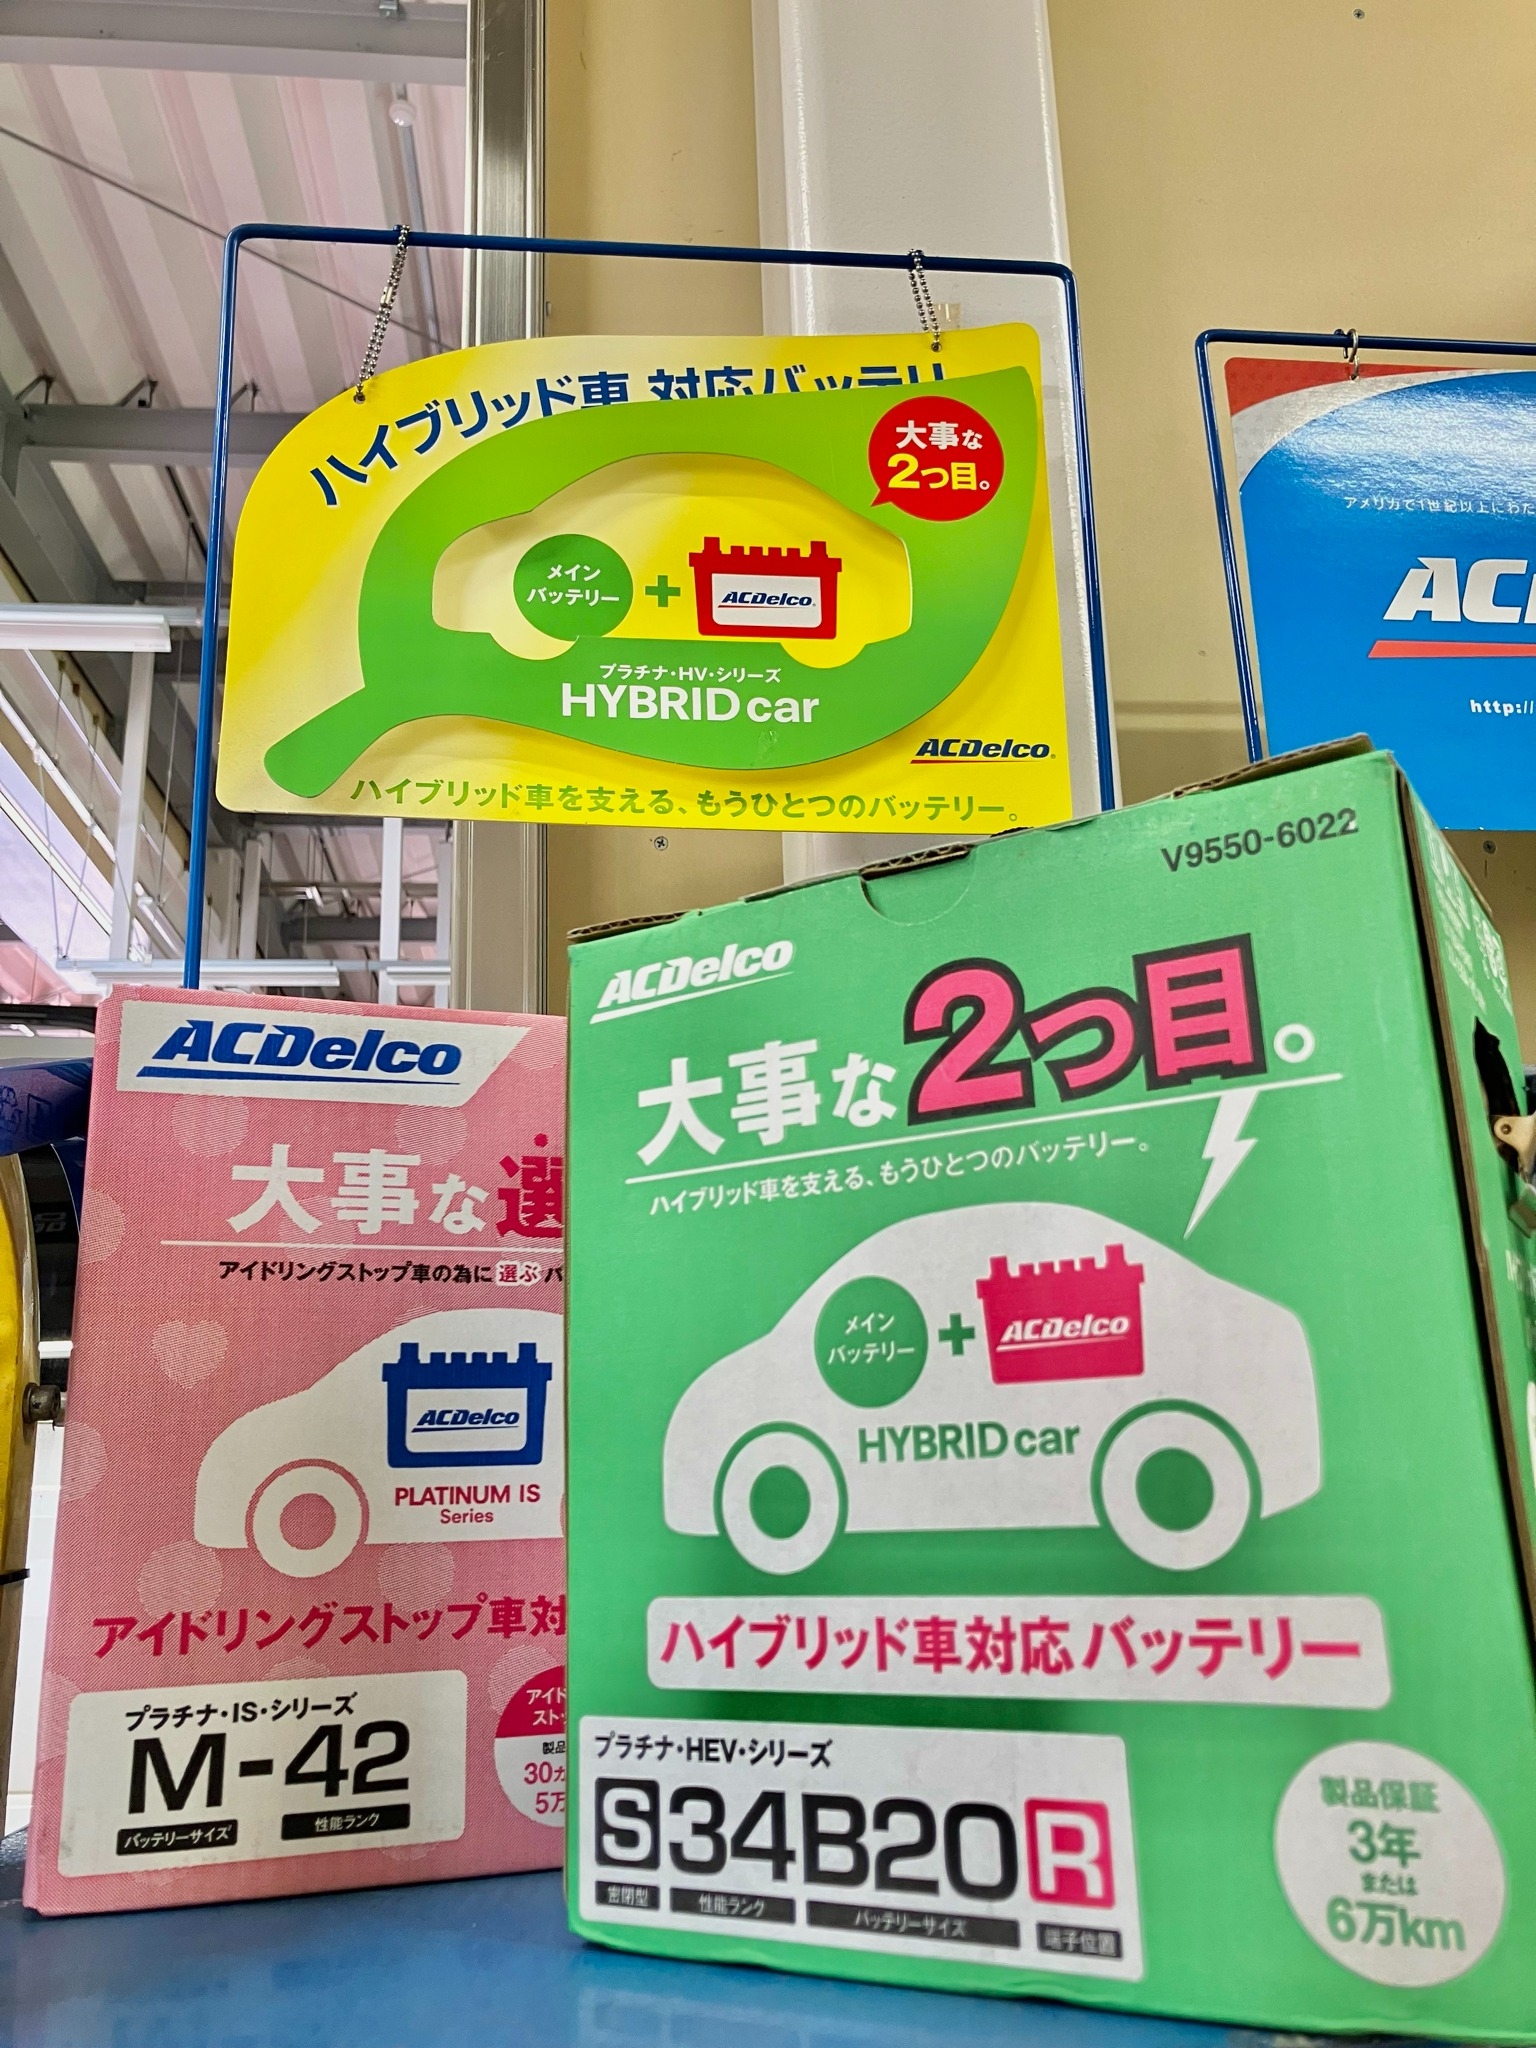 ハイブリッド車 対応バッテリ
大事な
2つ目。
メイン
バッテリー
+
ACDelco
プラチナ・HV・シリーズ
HYBRID car
ACDelco
ハイブリッド車を支える、もうひとつのバッテリー。
アメリカで1世紀以上にわた
AC
http://
V9550-6022
ACDelco
大事な2つ目。
ハイブリッド車を支える、もうひとつのバッテリー。
メイン
バッテリー
+
ACDelco
HYBRID car
ハイブリッド車対応バッテリー
プラチナ・HEV・シリーズ
S34B20R
密閉型 性能ランク バッテリーサイズ 端子位置
製品保証
3年
または
6万km
ACDelco
大事な選
アイドリングストップ車の為に選ぶバ
ACDelco
PLATINUM IS
Series
アイドリングストップ車対
プラチナ・IS・シリーズ
M-42
バッテリーサイズ 性能ランク
アイド
スト
製品
30カ
5万